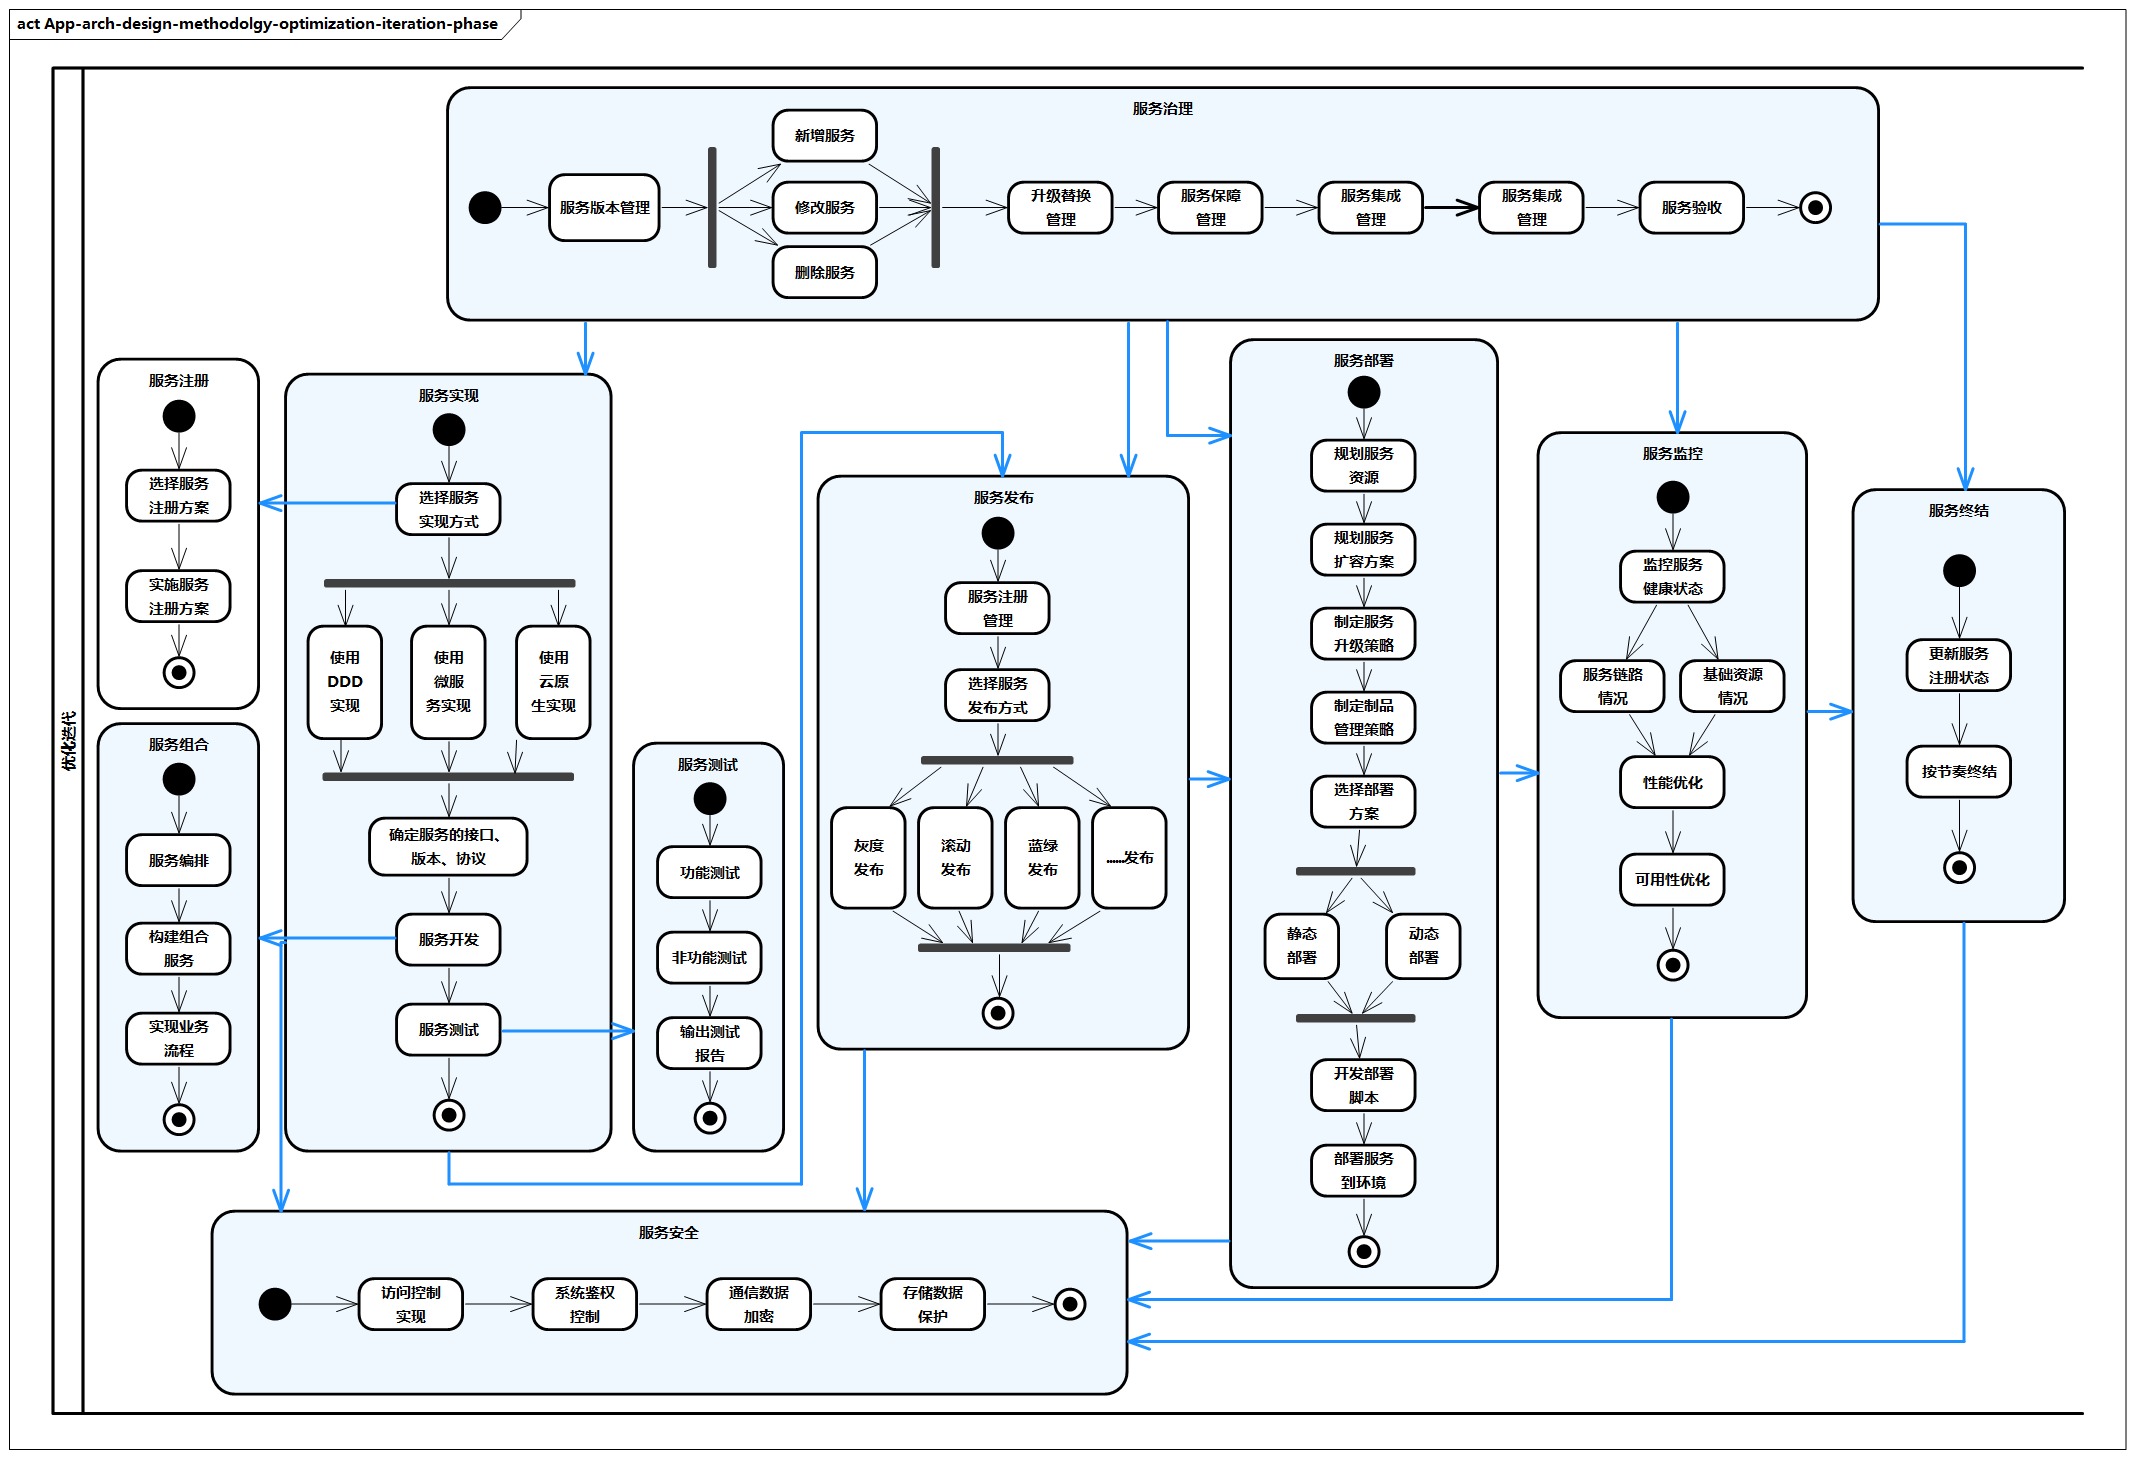 act App-arch-design-methodolgy-optimization-iteration-phase
优化迭代
服务治理
服务版本管理
新增服务
修改服务
删除服务
升级替换
管理
服务保障
管理
服务集成
管理
服务集成
管理
服务验收
服务注册
选择服务
注册方案
实施服务
注册方案
服务组合
服务编排
构建组合
服务
实现业务
流程
服务实现
选择服务
实现方式
使用
DDD
实现
使用
微服
务实现
使用
云原
生实现
确定服务的接口、
版本、协议
服务开发
服务测试
服务测试
功能测试
非功能测试
输出测试
报告
服务发布
服务注册
管理
选择服务
发布方式
灰度
发布
滚动
发布
蓝绿
发布
......发布
服务部署
规划服务
资源
规划服务
扩容方案
制定服务
升级策略
制定制品
管理策略
选择部署
方案
静态
部署
动态
部署
开发部署
脚本
部署服务
到环境
服务监控
监控服务
健康状态
服务链路
情况
基础资源
情况
性能优化
可用性优化
服务终结
更新服务
注册状态
按节奏终结
服务安全
访问控制
实现
系统鉴权
控制
通信数据
加密
存储数据
保护